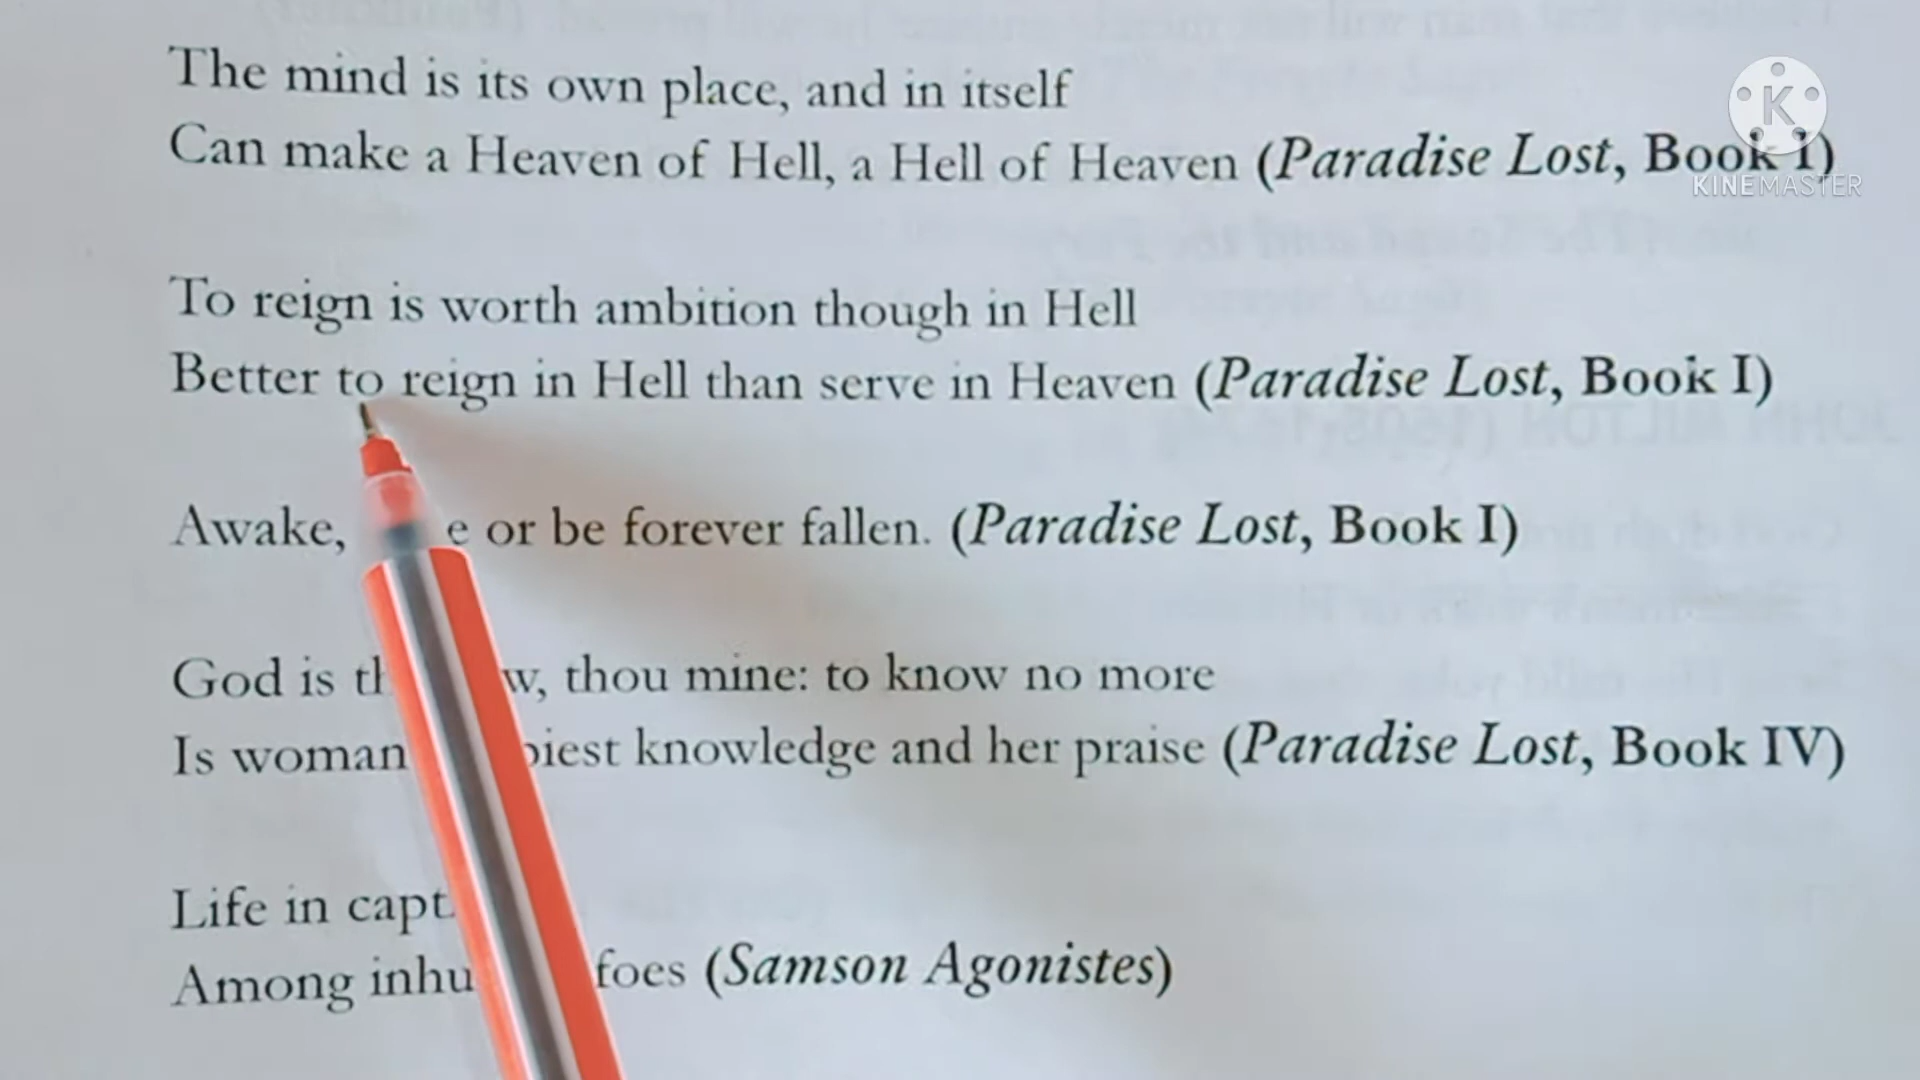 The mind is its own place, and in itself
Can make a Heaven of Hell, a Hell of Heaven (Paradise Lost, Book I)
KINEMASTER
To reign is worth ambition though in Hell
Better to reign in Hell than serve in Heaven (Paradise Lost, Book I)
Awake, or be forever fallen. (Paradise Lost, Book I)
God is thou mine: to know no more
Is woman knowledge and her praise (Paradise Lost, Book IV)
Life in
Among foes (Samson Agonistes)